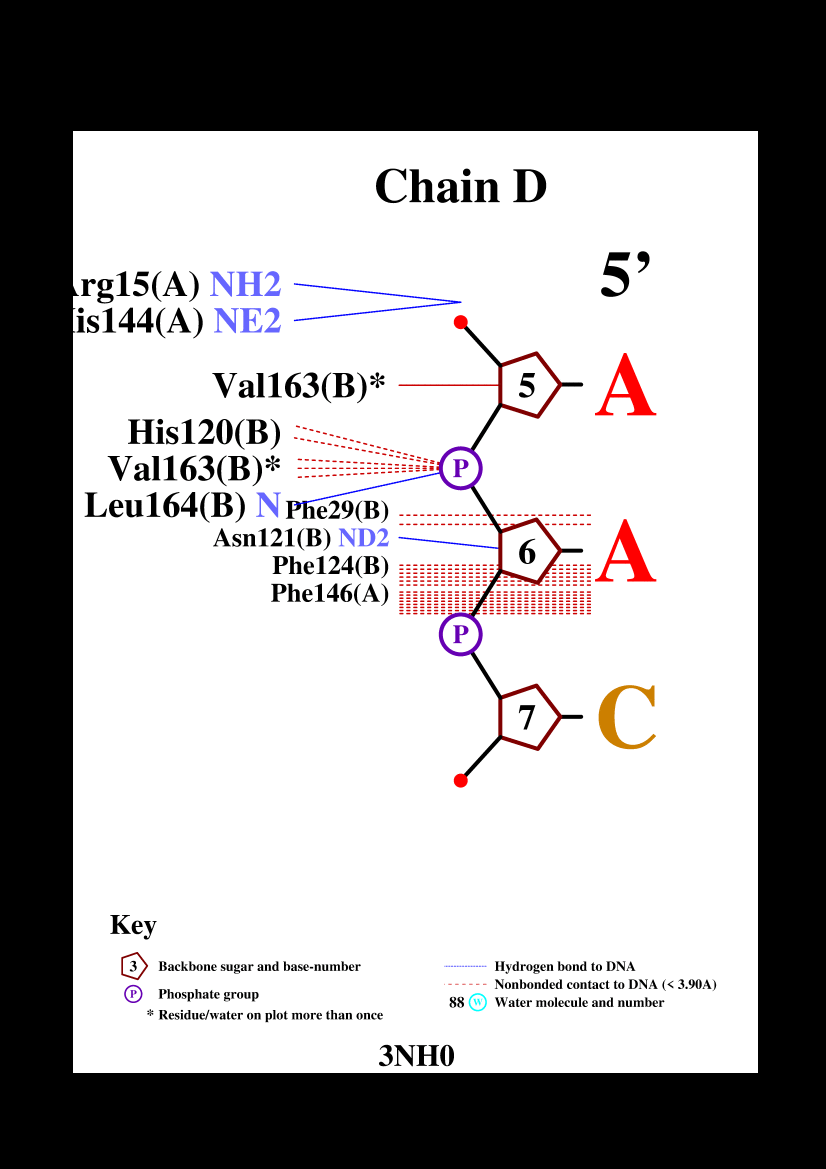 Chain D
5’
rg15(A) NH2
is144(A) NE2
Val163(B)*
5
A
His120(B)
Val163(B)*
P
Leu164(B) N
Phe29(B)
Asn121(B) ND2
6
A
Phe124(B)
Phe146(A)
P
7
C
Key
3 Backbone sugar and base-number
P Phosphate group
* Residue/water on plot more than once
Hydrogen bond to DNA
Nonbonded contact to DNA (< 3.90A)
88 W Water molecule and number
3NH0